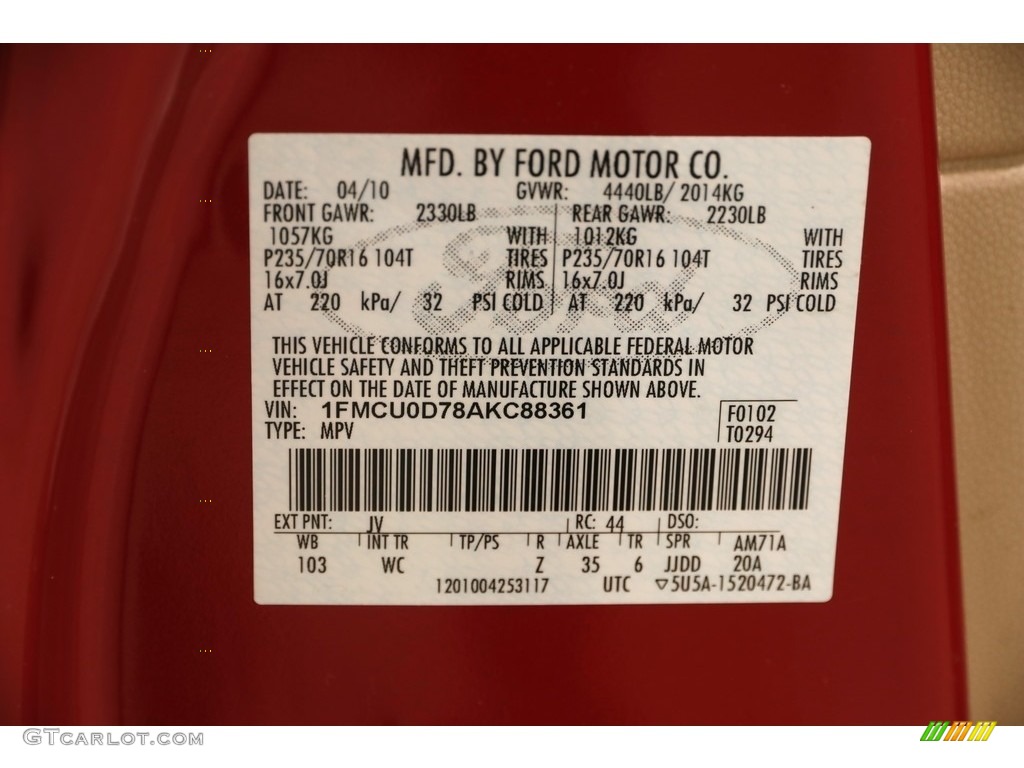 MFD. BY FORD MOTOR CO.
DATE: 04/10 GVWR: 4440LB/ 2014KG
FRONT GAWR: 2330LB REAR GAWR: 2230LB
1057KG WITH 1012KG WITH
P235/70R16 104T TIRES P235/70R16 104T TIRES
16x7.0J RIMS 16x7.0J RIMS
AT 220 kPa/ 32 PSI COLD AT 220 kPa/ 32 PSI COLD
Ford
THIS VEHICLE CONFORMS TO ALL APPLICABLE FEDERAL MOTOR
VEHICLE SAFETY AND THEFT PREVENTION STANDARDS IN
EFFECT ON THE DATE OF MANUFACTURE SHOWN ABOVE.
VIN: 1FMCU0D78AKC88361 F0102
TYPE: MPV T0294
EXT PNT: JV RC: 44 DSO:
WB INT TR TP/PS R AXLE TR SPR AM71A
103 WC Z 35 6 JJDD 20A
1201004253117 UTC ▽5U5A-1520472-BA
GTCARLOT.COM